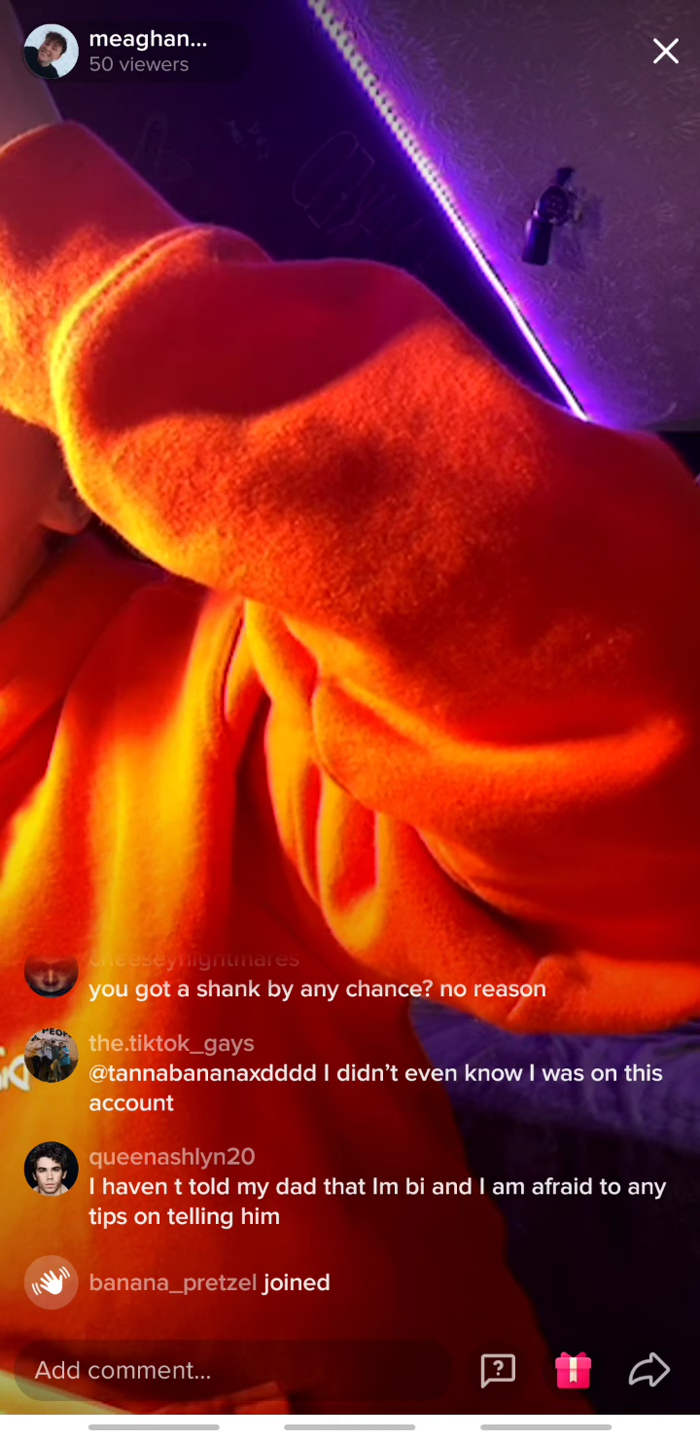 meaghan...
50 viewers
cheeseynightmares
you got a shank by any chance? no reason
the.tiktok_gays
@tannabananaxdddd I didn’t even know I was on this
account
queenashlyn20
I haven t told my dad that Im bi and I am afraid to any
tips on telling him
banana_pretzel joined
Add comment...